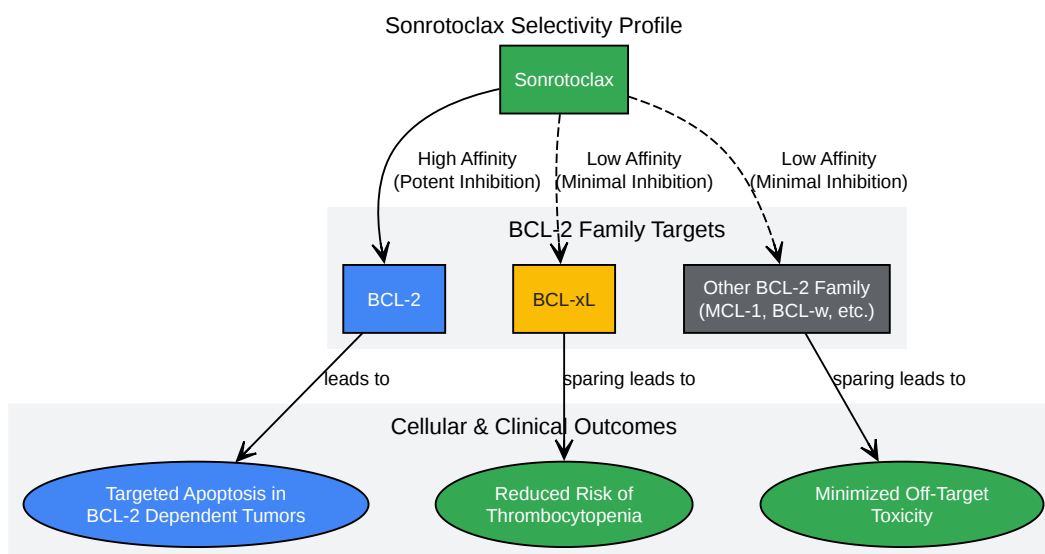 Sonrotoclax Selectivity Profile
Sonrotoclax
High Affinity
(Potent Inhibition)
Low Affinity
(Minimal Inhibition)
Low Affinity
(Minimal Inhibition)
BCL-2 Family Targets
BCL-2
BCL-xL
Other BCL-2 Family
(MCL-1, BCL-w, etc.)
leads to
sparing leads to
sparing leads to
Cellular & Clinical Outcomes
Targeted Apoptosis in
BCL-2 Dependent Tumors
Reduced Risk of
Thrombocytopenia
Minimized Off-Target
Toxicity